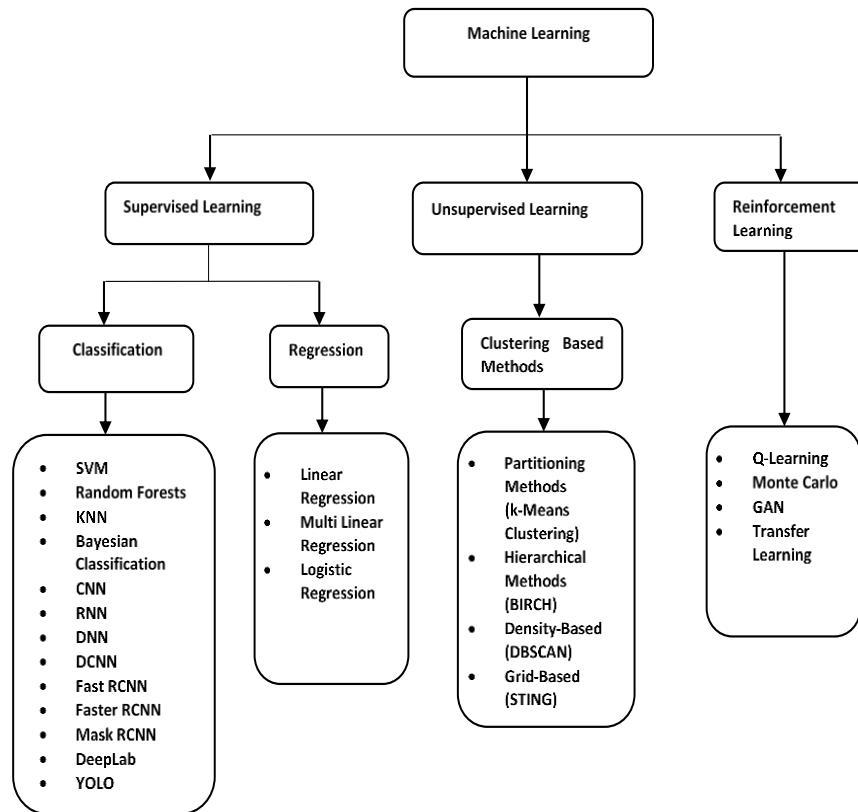 Machine Learning
Supervised Learning
Unsupervised Learning
Reinforcement
Learning
Classification
Regression
Clustering Based
Methods
• SVM
• Random Forests
• KNN
• Bayesian
Classification
• CNN
• RNN
• DNN
• DCNN
• Fast RCNN
• Faster RCNN
• Mask RCNN
• DeepLab
• YOLO
• Linear
Regression
• Multi Linear
Regression
• Logistic
Regression
• Partitioning
Methods
(k-Means
Clustering)
• Hierarchical
Methods
(BIRCH)
• Density-Based
(DBSCAN)
• Grid-Based
(STING)
• Q-Learning
• Monte Carlo
• GAN
• Transfer
Learning